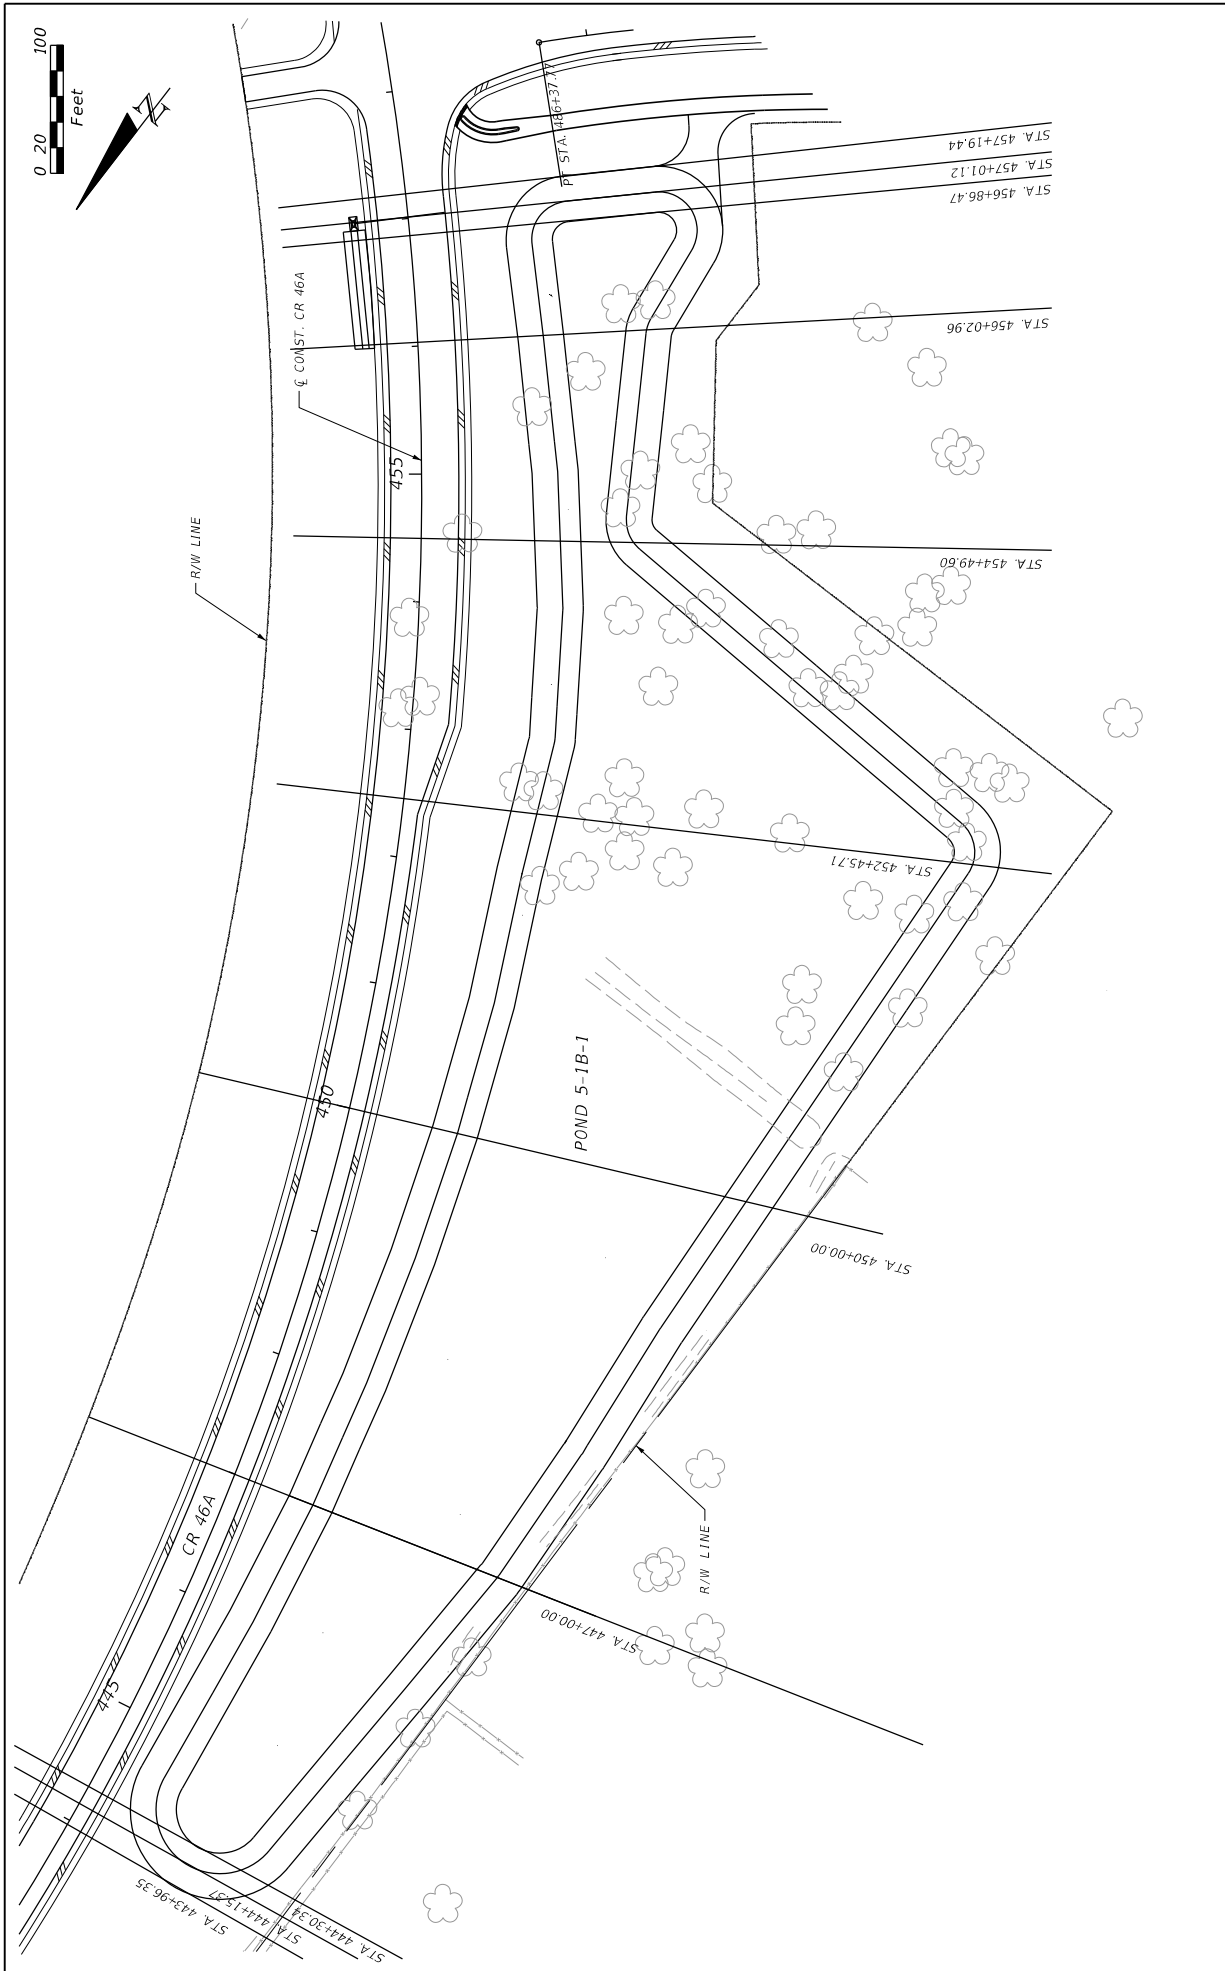 0 20 100
Feet
N
PT STA. 486+37.77
STA. 457+19.44
STA. 457+01.12
STA. 456+86.47
STA. 456+02.96
℄ CONST. CR 46A
455
R/W LINE
STA. 454+49.60
STA. 452+45.71
POND 5-1B-1
450
STA. 450+00.00
CR 46A
R/W LINE
STA. 447+00.00
445
STA. 443+96.35
STA. 444+15.37
STA. 444+30.34